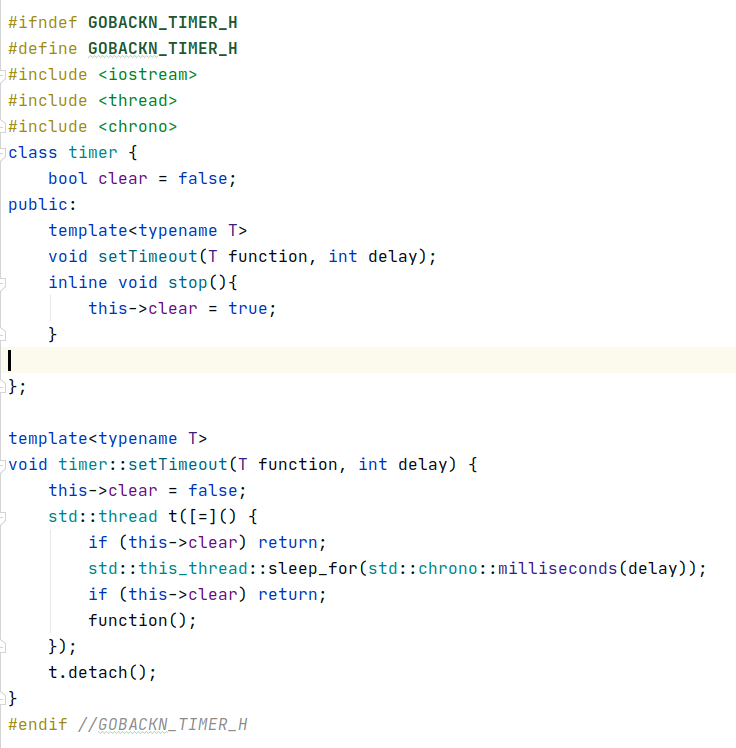 #ifndef GOBACKN_TIMER_H
#define GOBACKN_TIMER_H
#include <iostream>
#include <thread>
#include <chrono>
class timer {
    bool clear = false;
public:
    template<typename T>
    void setTimeout(T function, int delay);
    inline void stop(){
        this->clear = true;
    }
};
template<typename T>
void timer::setTimeout(T function, int delay) {
    this->clear = false;
    std::thread t([=]() {
        if (this->clear) return;
        std::this_thread::sleep_for(std::chrono::milliseconds(delay));
        if (this->clear) return;
        function();
    });
    t.detach();
}
#endif //GOBACKN_TIMER_H